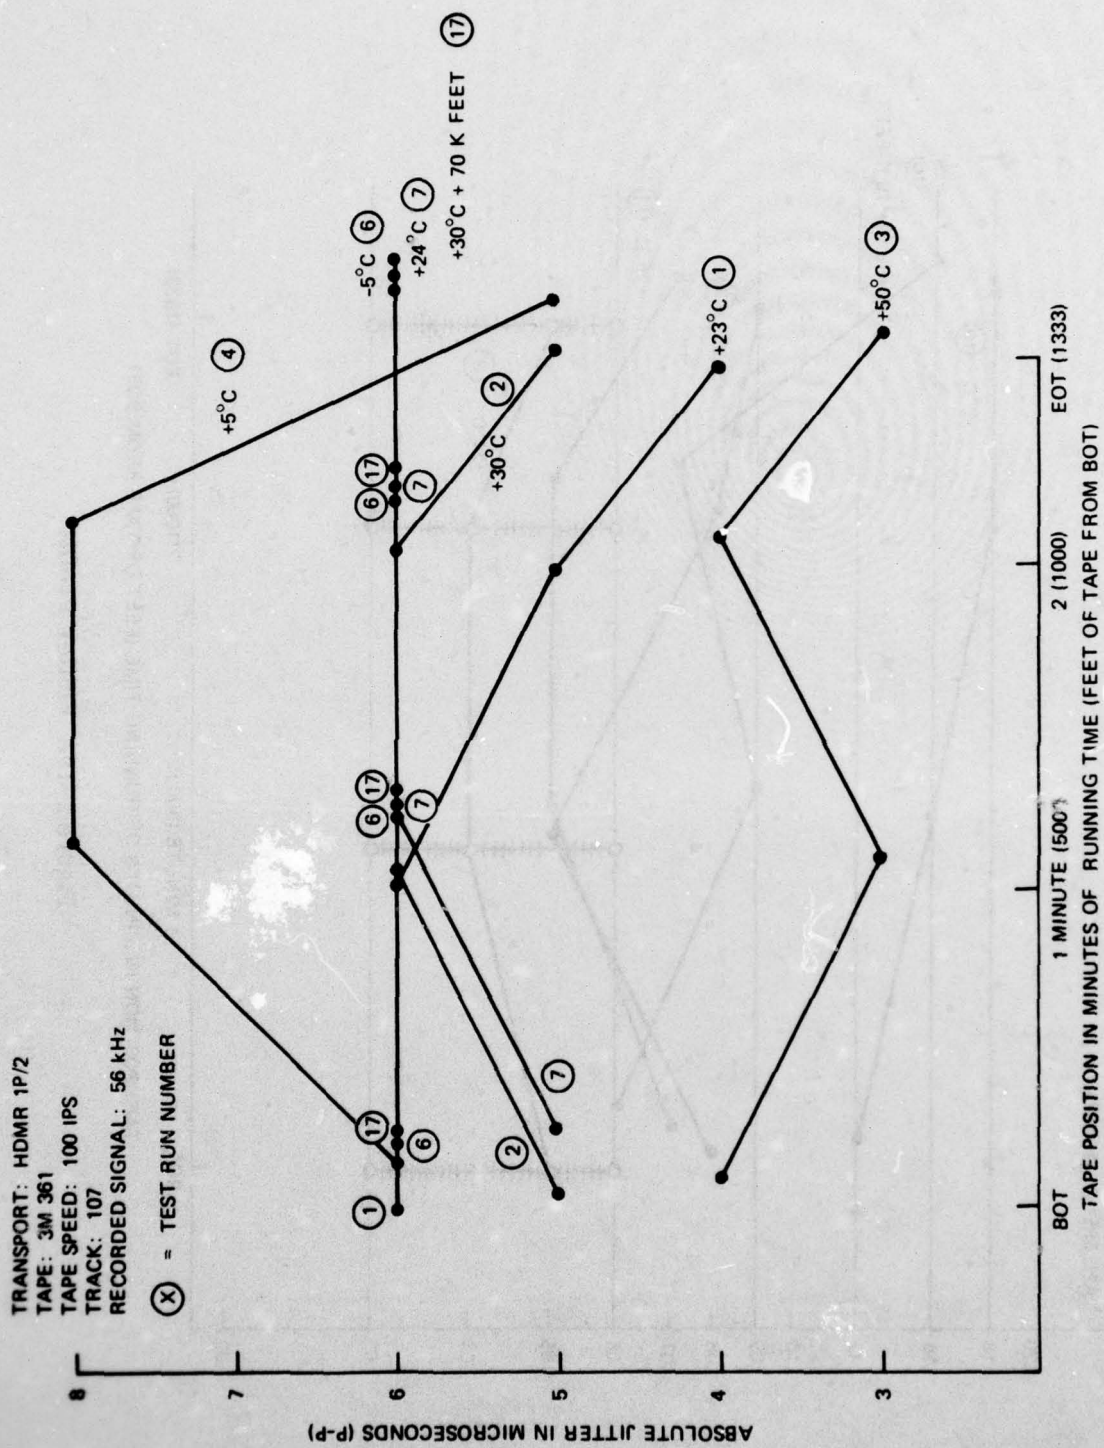 TRANSPORT: HDMR 1P/2
TAPE: 3M 361
TAPE SPEED: 100 IPS
TRACK: 107
RECORDED SIGNAL: 56 kHz
X = TEST RUN NUMBER
ABSOLUTE JITTER IN MICROSECONDS (P-P)
8
7
6
5
4
3
1
17
6
2
7
6
17
7
6
17
7
+5°C 4
+30°C 2
-5°C 6
+24°C 7
+30°C + 70 K FEET 17
+23°C 1
+50°C 3
BOT
1 MINUTE (500)
2 (1000)
EOT (1333)
TAPE POSITION IN MINUTES OF RUNNING TIME (FEET OF TAPE FROM BOT)